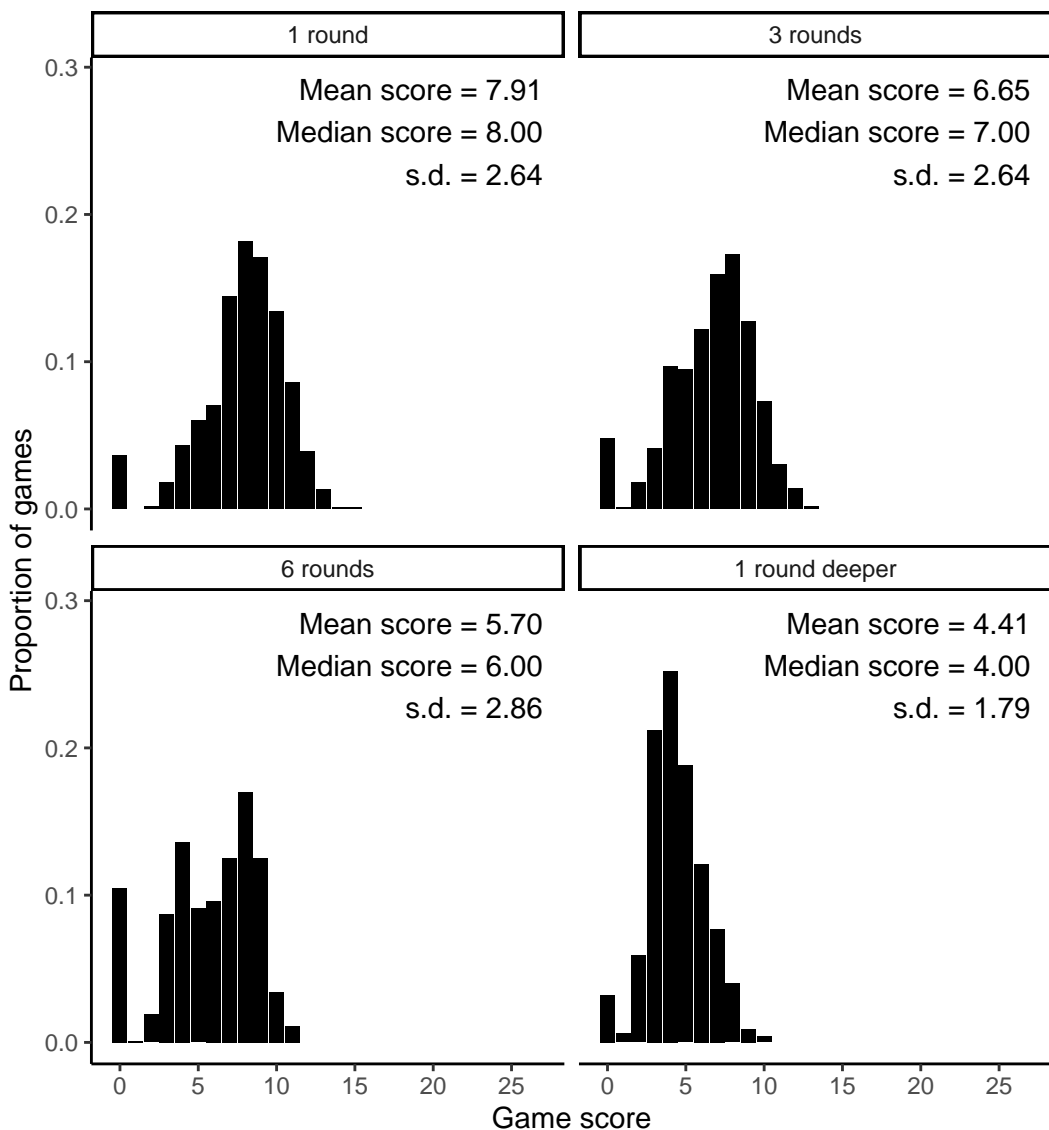 1 round
3 rounds
Mean score = 7.91
Median score = 8.00
s.d. = 2.64
Mean score = 6.65
Median score = 7.00
s.d. = 2.64
0.3
0.2
0.1
0.0
6 rounds
1 round deeper
Mean score = 5.70
Median score = 6.00
s.d. = 2.86
Mean score = 4.41
Median score = 4.00
s.d. = 1.79
0.3
0.2
0.1
0.0
0 5 10 15 20 25
0 5 10 15 20 25
Game score
Proportion of games